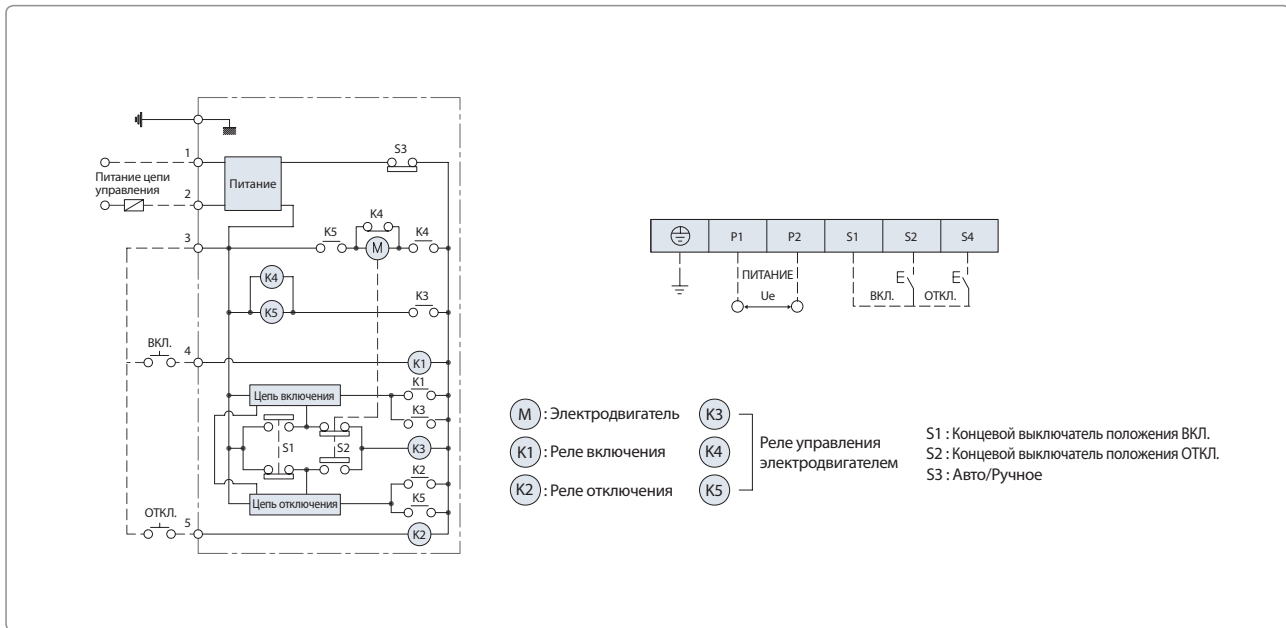 S3
1
Питание цепи
управления
Питание
2
K4
3
K5
M
K4
K4
K3
K5
ВКЛ.
4
K1
K1
Цепь включения
K3
S1
S2
K3
K2
Цепь отключения
K5
ОТКЛ.
5
K2
P1
P2
S1
S2
S4
ПИТАНИЕ
Ue
ВКЛ.
ОТКЛ.
M : Электродвигатель
K1 : Реле включения
K2 : Реле отключения
K3
K4
K5
Реле управления
электродвигателем
S1 : Концевой выключатель положения ВКЛ.
S2 : Концевой выключатель положения ОТКЛ.
S3 : Авто/Ручное